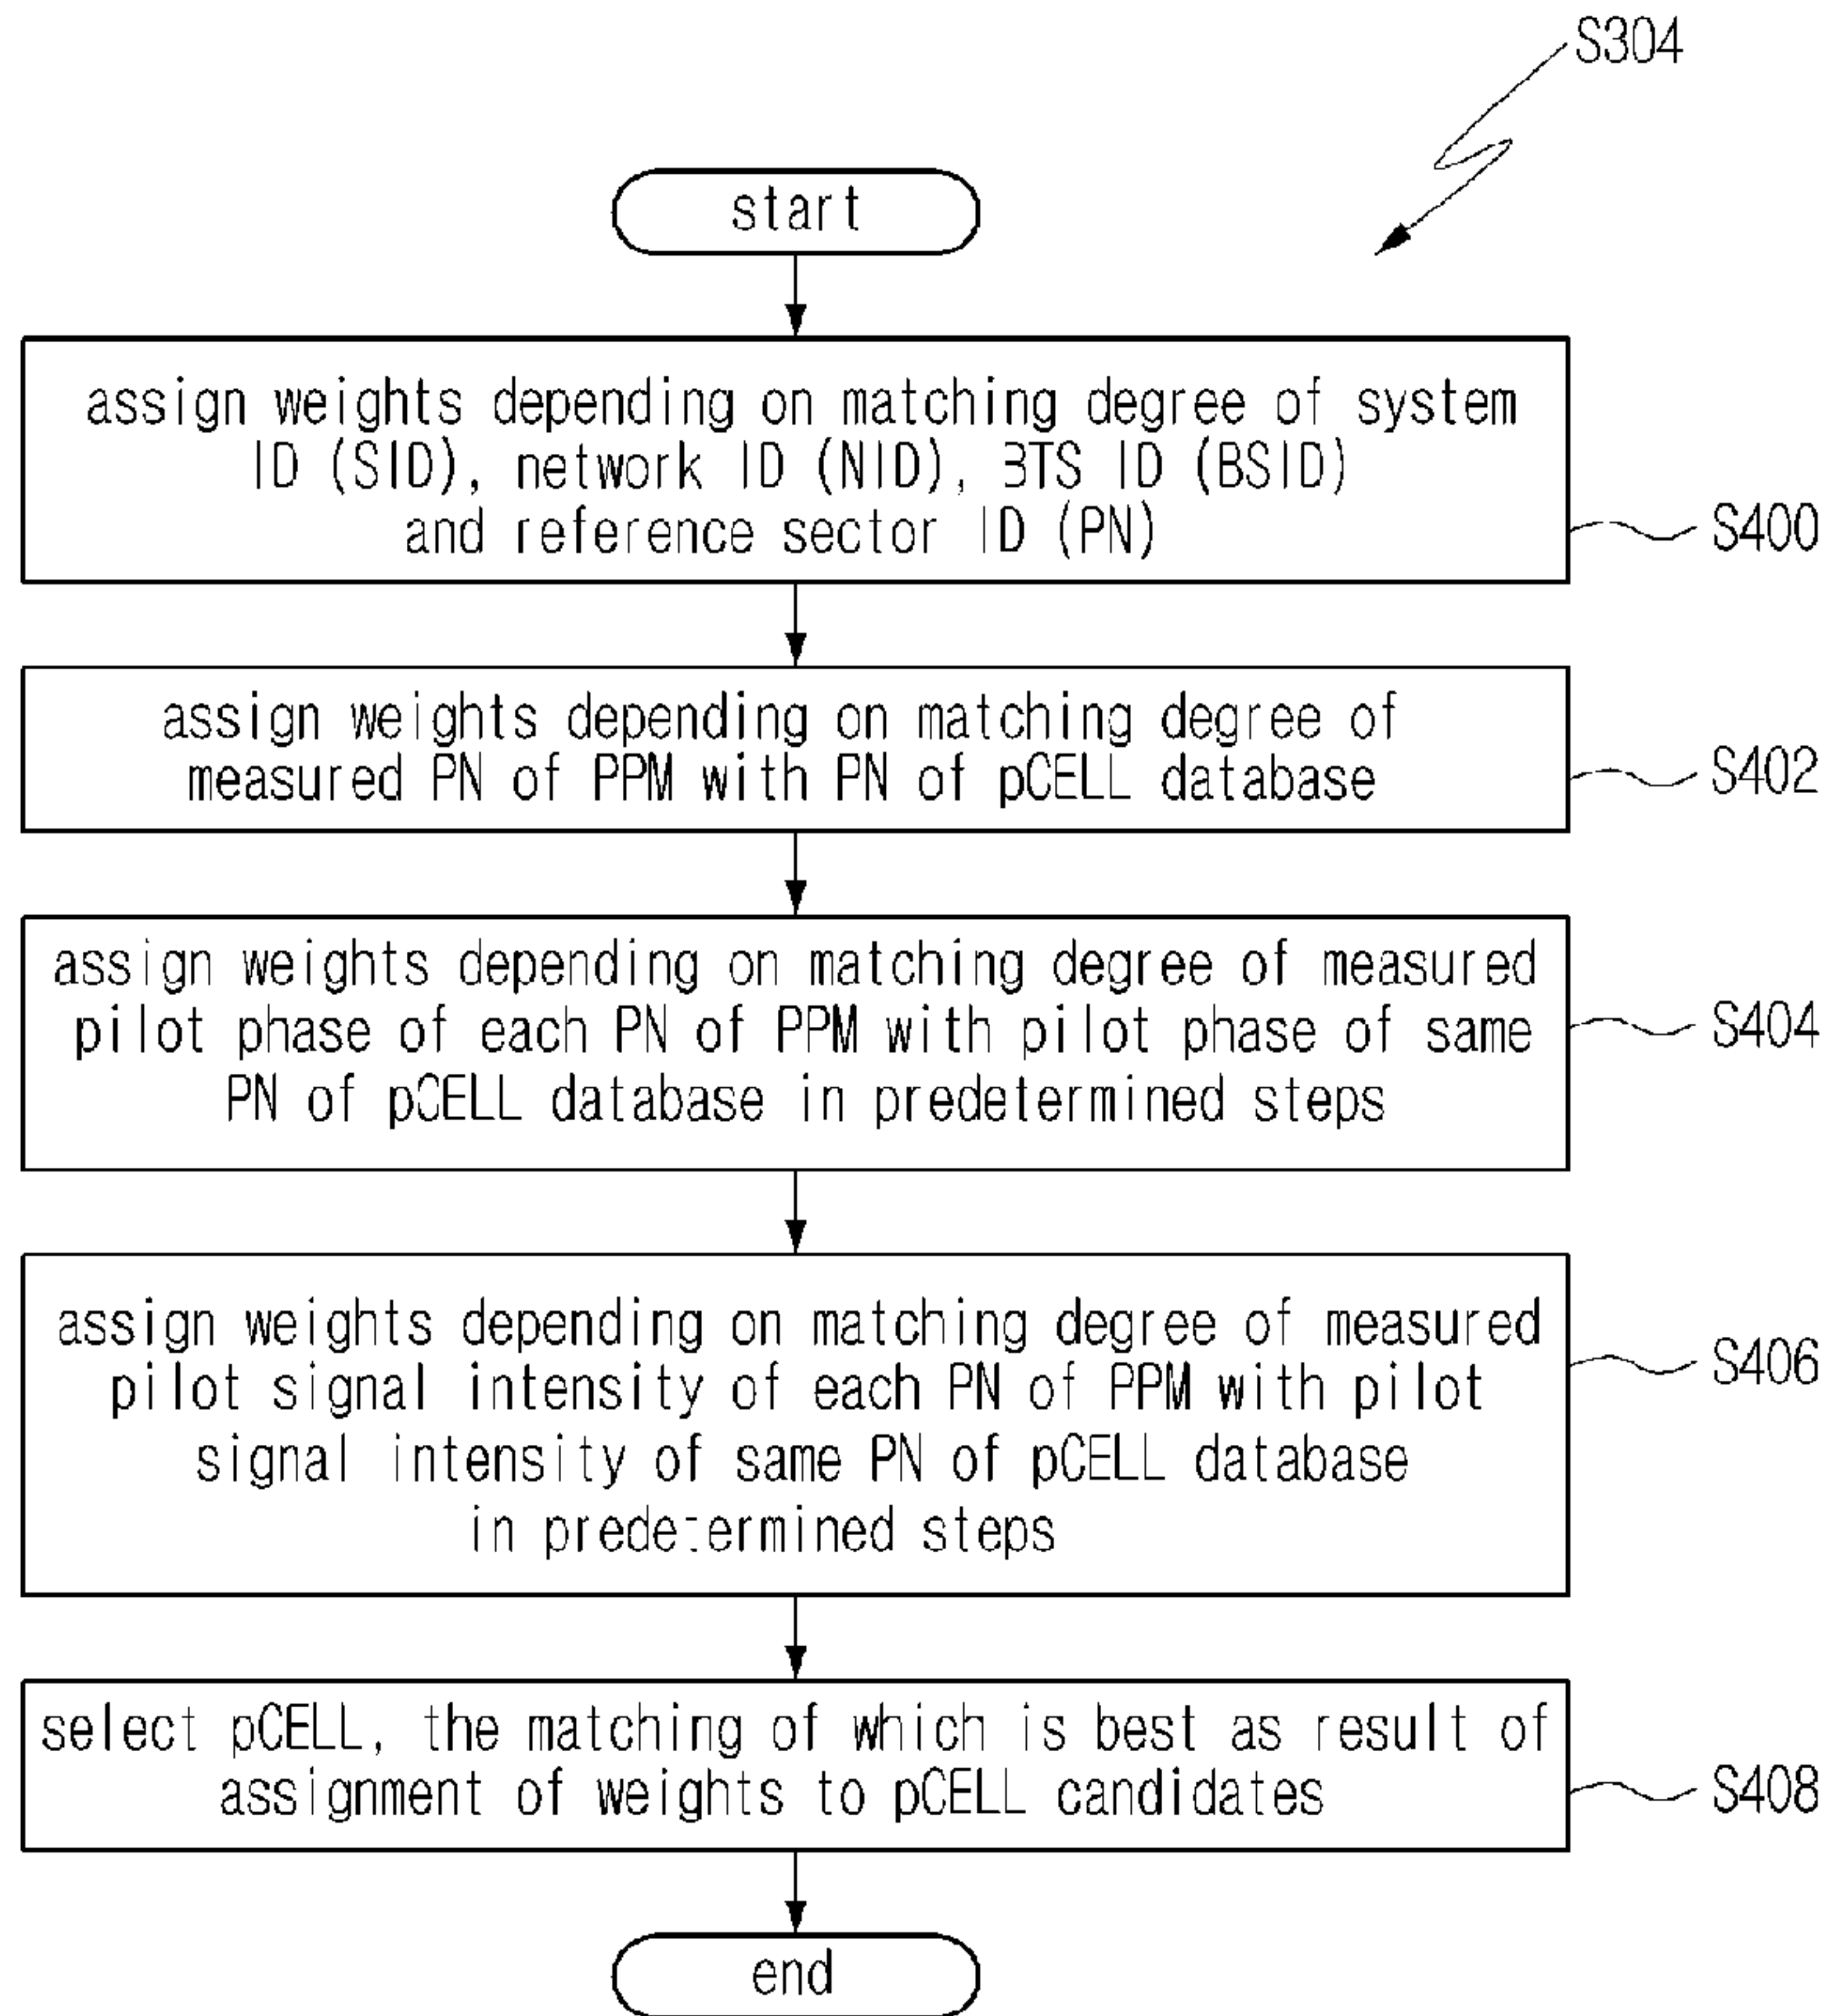 S304
start
assign weights depending on matching degree of system
ID (SID), network ID (NID), BTS ID (BSID)
and reference sector ID (PN)
S400
assign weights depending on matching degree of
measured PN of PPM with PN of pCELL database
S402
assign weights depending on matching degree of measured
pilot phase of each PN of PPM with pilot phase of same
PN of pCELL database in predetermined steps
S404
assign weights depending on matching degree of measured
pilot signal intensity of each PN of PPM with pilot
signal intensity of same PN of pCELL database
in predetermined steps
S406
select pCELL, the matching of which is best as result of
assignment of weights to pCELL candidates
S408
end